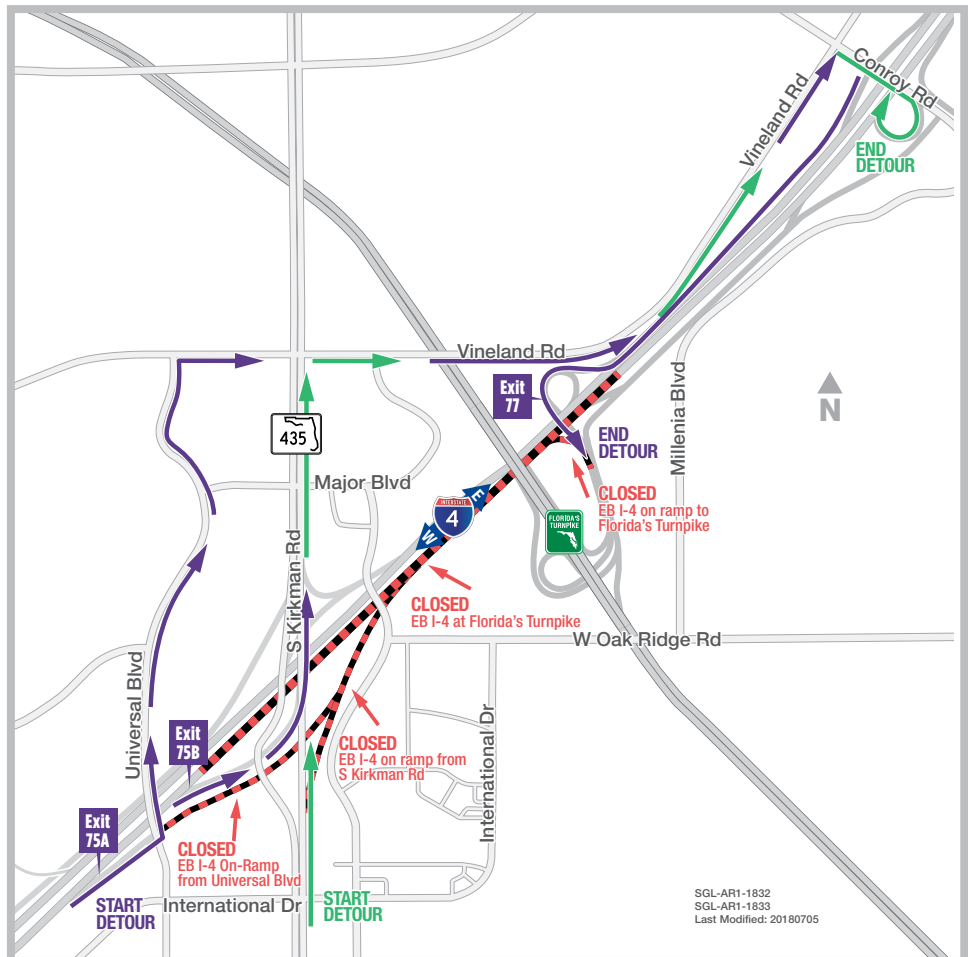 Conroy Rd
Vineland Rd
END
DETOUR
Vineland Rd
Exit
77
N
Millenia Blvd
435
END
DETOUR
Major Blvd
E
INTERSTATE
4
W
CLOSED
EB I-4 on ramp to
Florida's Turnpike
FLORIDA'S
TURNPIKE
S Kirkman Rd
CLOSED
EB I-4 at Florida's Turnpike
W Oak Ridge Rd
Universal Blvd
Exit
75B
CLOSED
EB I-4 on ramp from
S Kirkman Rd
International Dr
Exit
75A
CLOSED
EB I-4 On-Ramp
from Universal Blvd
START
DETOUR
International Dr
START
DETOUR
SGL-AR1-1832
SGL-AR1-1833
Last Modified: 20180705